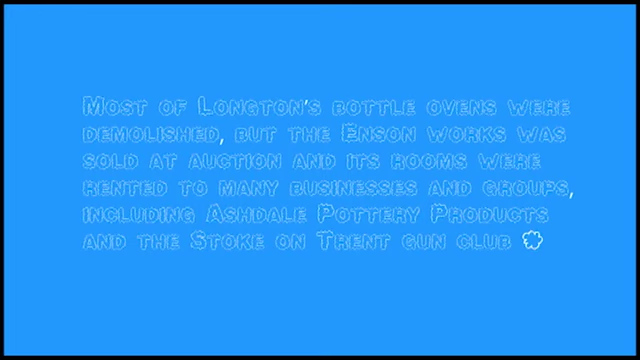 Most of Longton's bottle ovens were
demolished, but the Enson works was
sold at auction and its rooms were
rented to many businesses and groups,
including Ashdale Pottery Products
and the Stoke on Trent gun club